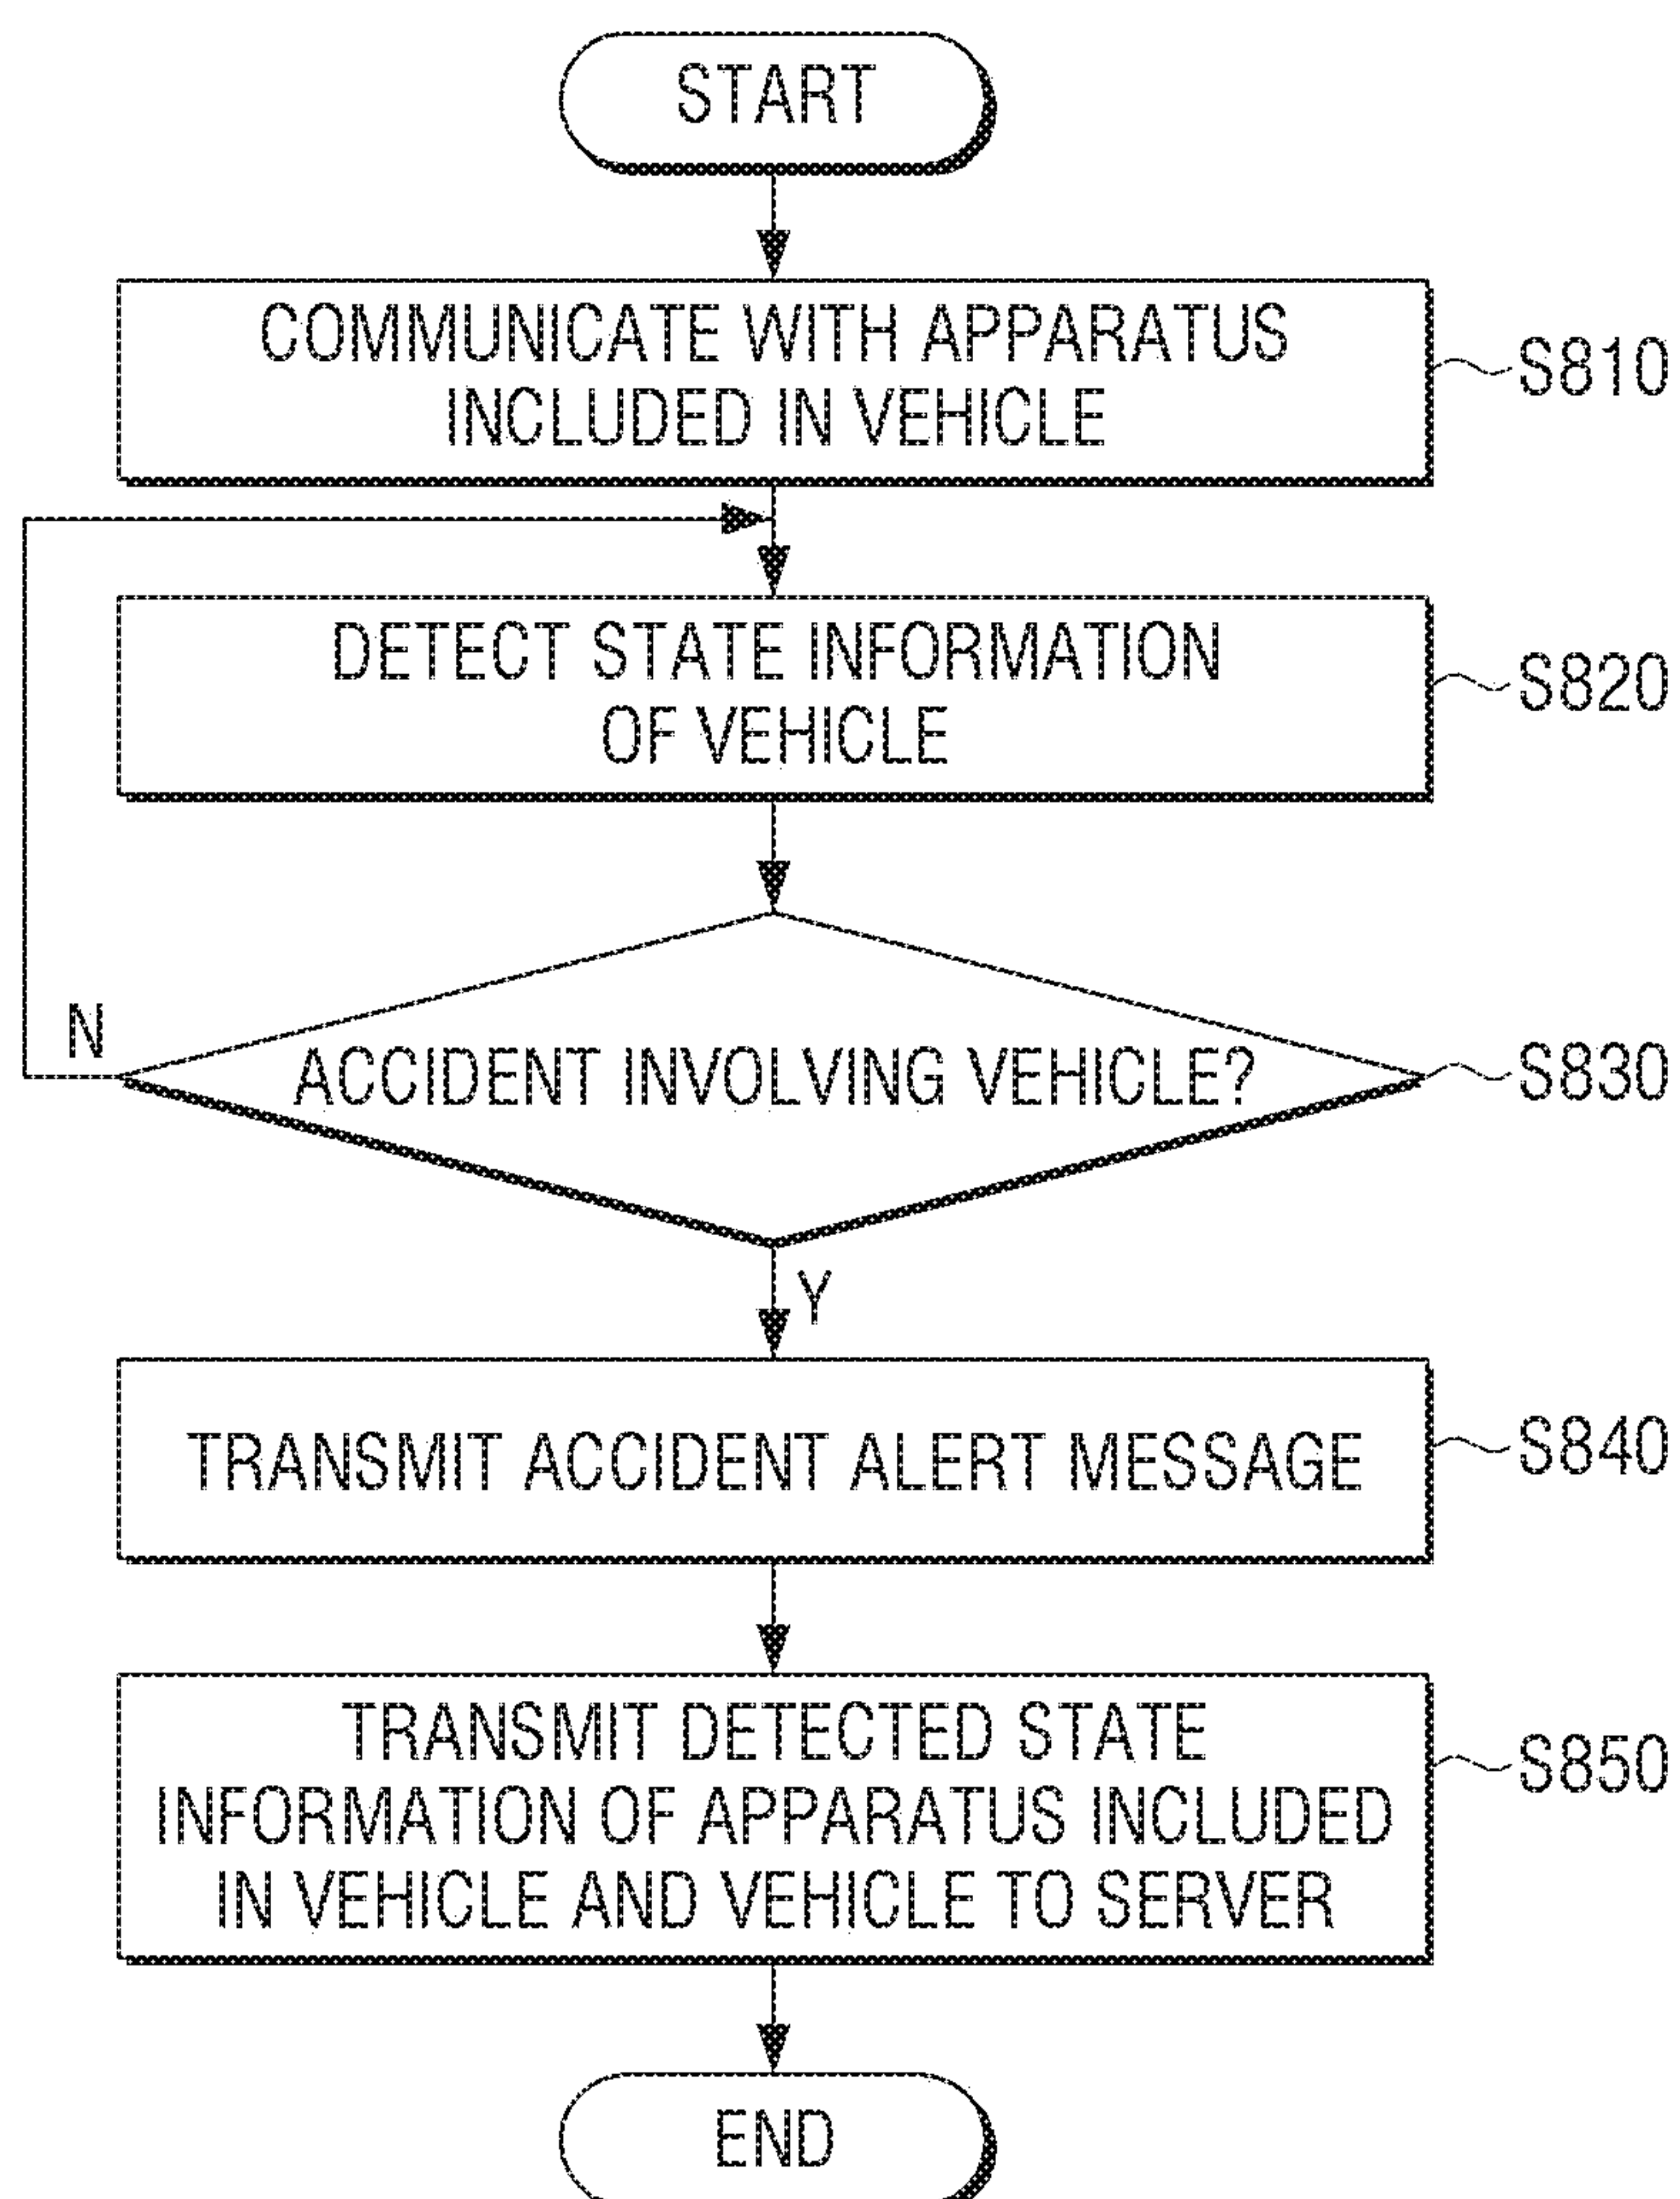 START
COMMUNICATE WITH APPARATUS
INCLUDED IN VEHICLE
S810
DETECT STATE INFORMATION
OF VEHICLE
S820
N
ACCIDENT INVOLVING VEHICLE?
S830
Y
TRANSMIT ACCIDENT ALERT MESSAGE
S840
TRANSMIT DETECTED STATE
INFORMATION OF APPARATUS INCLUDED
IN VEHICLE AND VEHICLE TO SERVER
S850
END